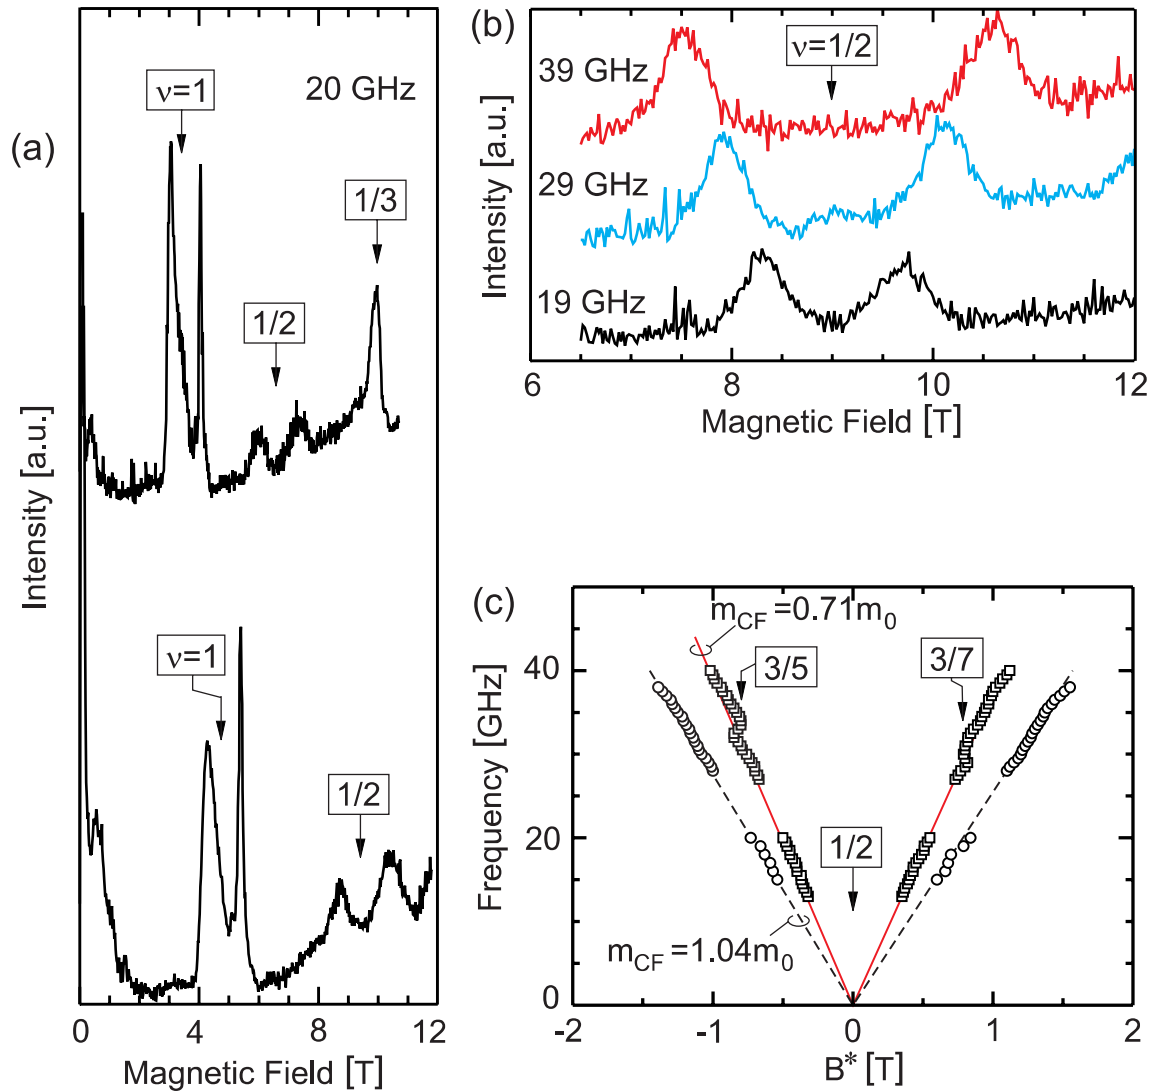 (a)
ν=1
20 GHz
1/3
1/2
ν=1
1/2
Intensity [a.u.]
0
4
8
12
Magnetic Field [T]
(b)
ν=1/2
39 GHz
29 GHz
19 GHz
Intensity [a.u.]
6
8
10
12
Magnetic Field [T]
(c)
m_CF=0.71m_0
3/5
3/7
1/2
m_CF=1.04m_0
Frequency [GHz]
40
20
0
-2
-1
0
1
2
B* [T]